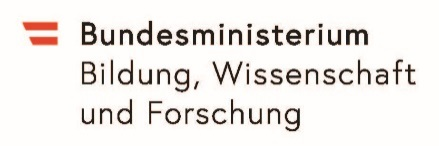 Bundesministerium
Bildung, Wissenschaft
und Forschung